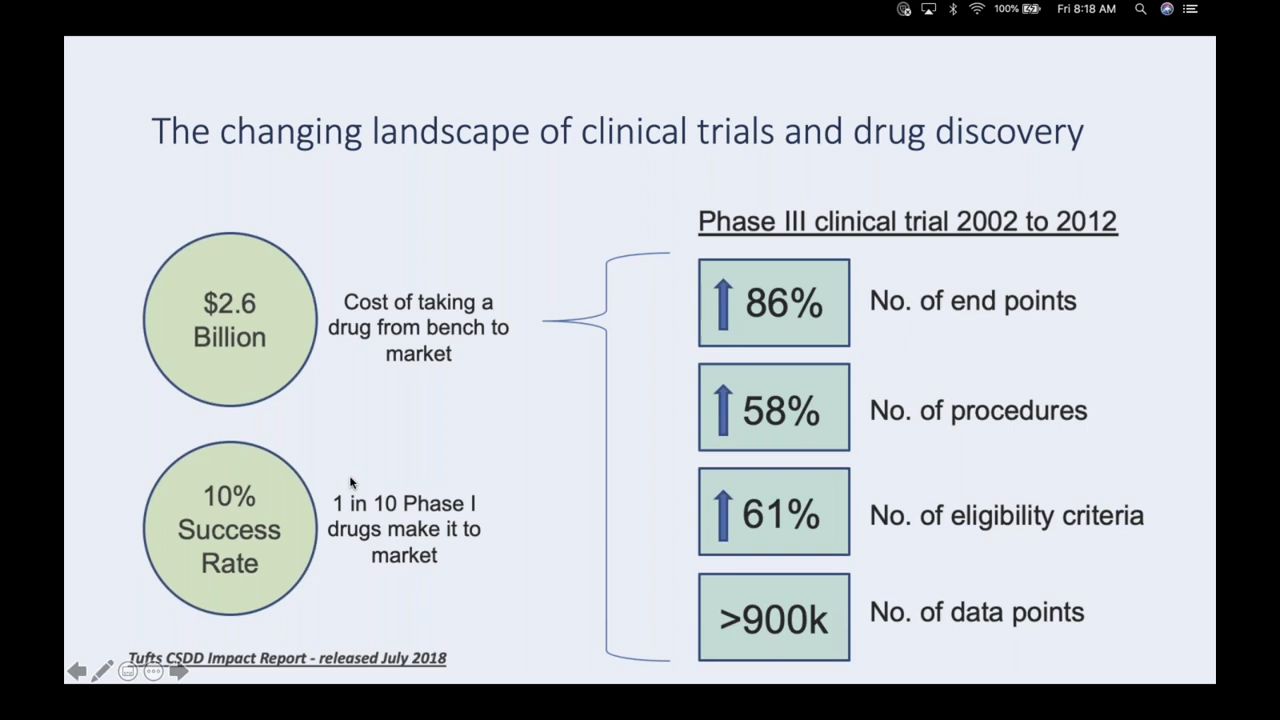 100%
Fri 8:18 AM
The changing landscape of clinical trials and drug discovery
$2.6
Billion
Cost of taking a
drug from bench to
market
10%
Success
Rate
1 in 10 Phase I
drugs make it to
market
Phase III clinical trial 2002 to 2012
86%
No. of end points
58%
No. of procedures
61%
No. of eligibility criteria
>900k
No. of data points
Tufts CSDD Impact Report - released July 2018